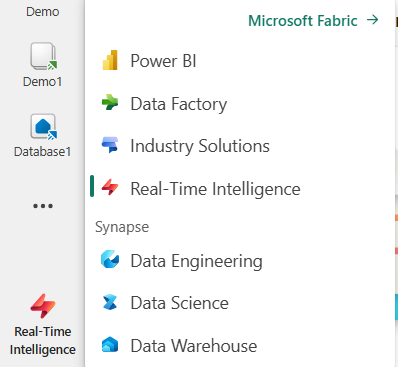 Demo
Demo1
Database1
Real-Time
Intelligence
Microsoft Fabric
Power BI
Data Factory
Industry Solutions
Real-Time Intelligence
Synapse
Data Engineering
Data Science
Data Warehouse